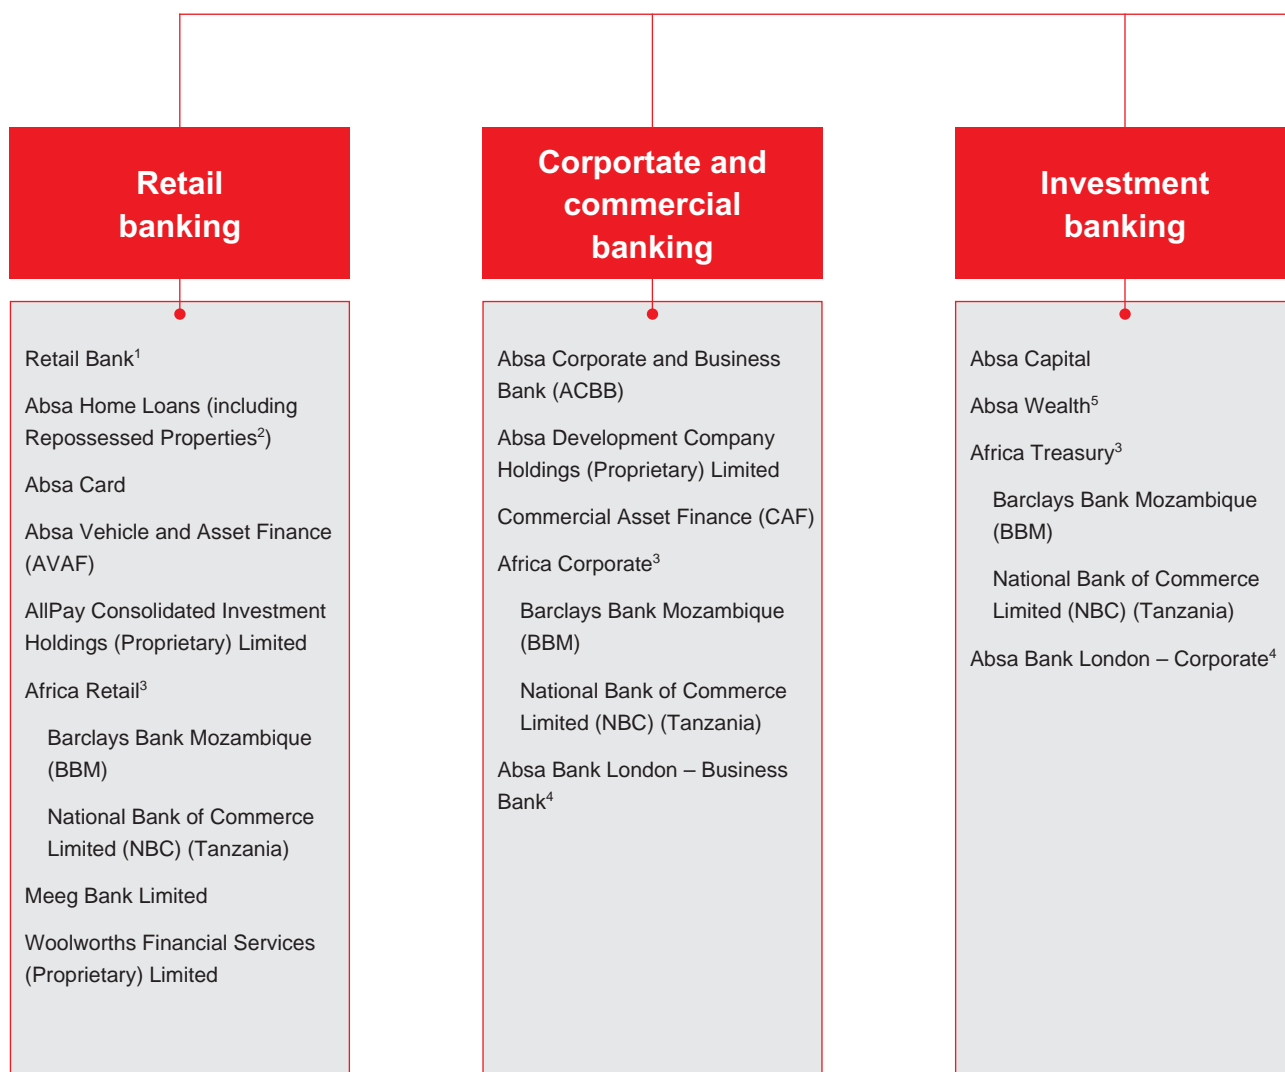 Retail
banking
Retail Bank¹
Absa Home Loans (including
Repossessed Properties²)
Absa Card
Absa Vehicle and Asset Finance
(AVAF)
AllPay Consolidated Investment
Holdings (Proprietary) Limited
Africa Retail³
Barclays Bank Mozambique
(BBM)
National Bank of Commerce
Limited (NBC) (Tanzania)
Meeg Bank Limited
Woolworths Financial Services
(Proprietary) Limited
Corportate and
commercial
banking
Absa Corporate and Business
Bank (ACBB)
Absa Development Company
Holdings (Proprietary) Limited
Commercial Asset Finance (CAF)
Africa Corporate³
Barclays Bank Mozambique
(BBM)
National Bank of Commerce
Limited (NBC) (Tanzania)
Absa Bank London – Business
Bank⁴
Investment
banking
Absa Capital
Absa Wealth⁵
Africa Treasury³
Barclays Bank Mozambique
(BBM)
National Bank of Commerce
Limited (NBC) (Tanzania)
Absa Bank London – Corporate⁴